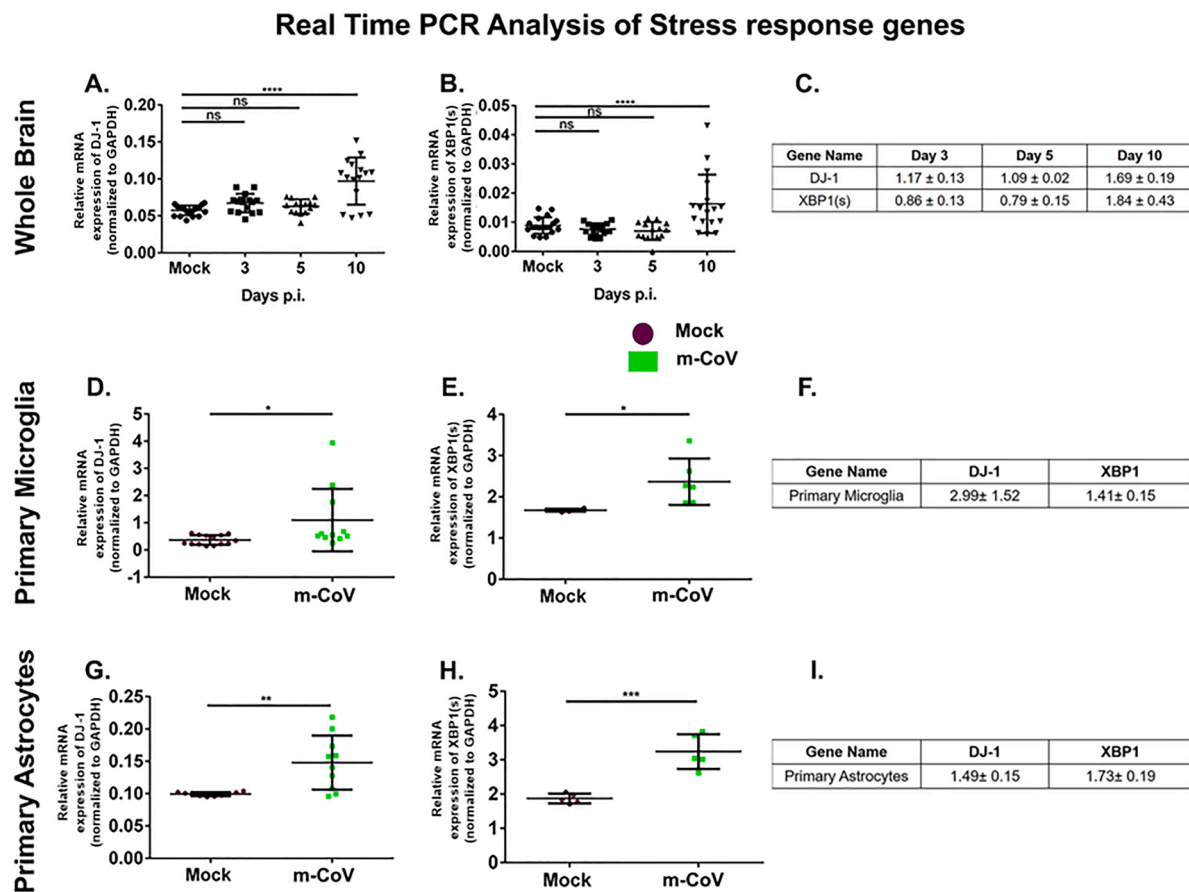 Real Time PCR Analysis of Stress response genes
Whole Brain
A.
Relative mRNA
expression of DJ-1
(normalized to GAPDH)
0.20
0.15
0.10
0.05
0.00
****
ns
ns
Mock 3 5 10
Days p.i.
B.
Relative mRNA
expression of XBP1(s)
(normalized to GAPDH)
0.05
0.04
0.03
0.02
0.01
0.00
****
ns
ns
Mock 3 5 10
Days p.i.
C.
Gene Name Day 3 Day 5 Day 10
DJ-1 1.17 ± 0.13 1.09 ± 0.02 1.69 ± 0.19
XBP1(s) 0.86 ± 0.13 0.79 ± 0.15 1.84 ± 0.43
Mock
m-CoV
Primary Microglia
D.
Relative mRNA
expression of DJ-1
(normalized to GAPDH)
5
4
3
2
1
0
-1
*
Mock m-CoV
E.
Relative mRNA
expression of XBP1(s)
(normalized to GAPDH)
4
3
2
1
0
*
Mock m-CoV
F.
Gene Name DJ-1 XBP1
Primary Microglia 2.99± 1.52 1.41± 0.15
Primary Astrocytes
G.
Relative mRNA
expression of DJ-1
(normalized to GAPDH)
0.25
0.20
0.15
0.10
0.05
0.00
**
Mock m-CoV
H.
Relative mRNA
expression of XBP1(s)
(normalized to GAPDH)
5
4
3
2
1
0
***
Mock m-CoV
I.
Gene Name DJ-1 XBP1
Primary Astrocytes 1.49± 0.15 1.73± 0.19